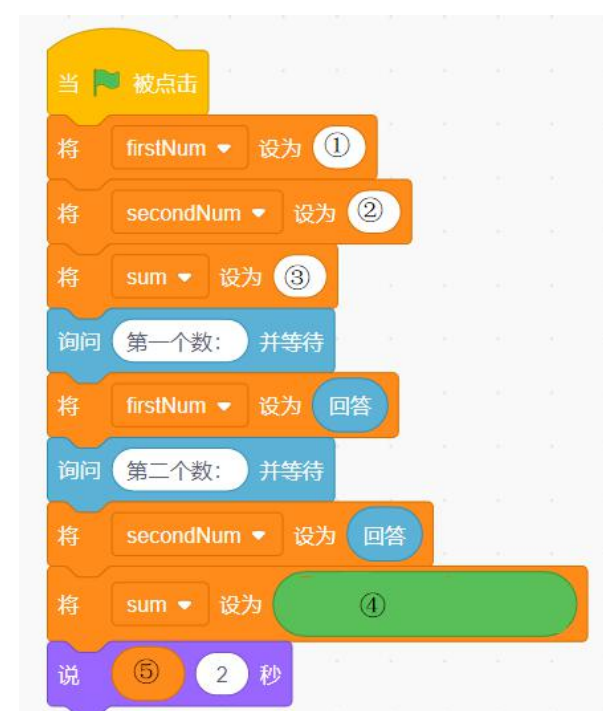 当 被点击
将 firstNum 设为 ①
将 secondNum 设为 ②
将 sum 设为 ③
询问 第一个数： 并等待
将 firstNum 设为 回答
询问 第二个数： 并等待
将 secondNum 设为 回答
将 sum 设为 ④
说 ⑤ 2 秒